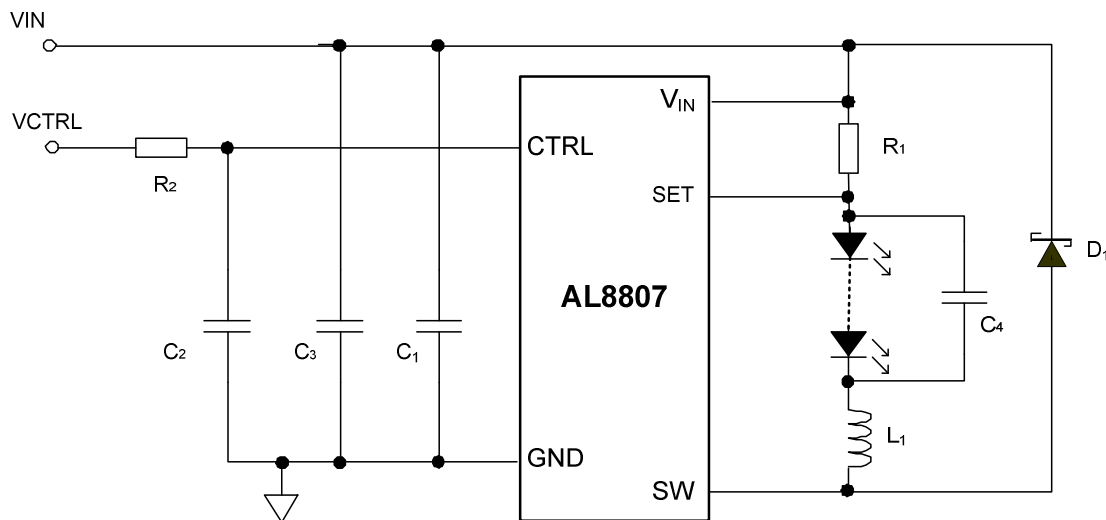 VIN
VCTRL
R2
CTRL
VIN
R1
SET
AL8807
D1
C4
C2
C3
C1
L1
GND
SW